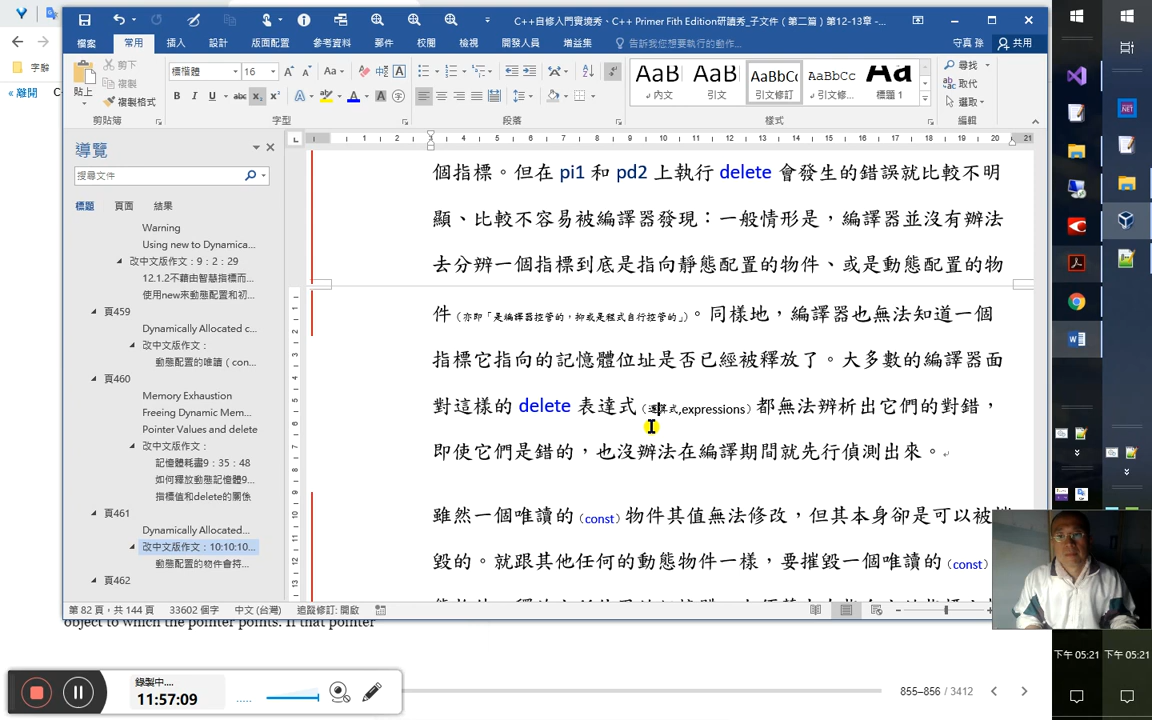 C++自修入門實境秀、C++ Primer Fith Edition研讀秀_子文件 ( 第二篇 ) 12-13章 - ...
檔案 常用 插入 設計 版面配置 參考資料 郵件 校閱 檢視 開發人員 增益集 告訴我您想要執行的動作... 守真 孫 共用
字齡
« 離開
貼上
剪下
複製
複製格式
剪貼簿
楷體 16
B I U abc X₂ X²
字型
段落
AaB AaBb AaBbCc AaBbCc AaB
內文 引文 引文修訂 引文修... 標題 1
樣式
尋找
取代
選取
編輯
導覽
搜尋文件
標題 頁面 結果
Warning
Using new to Dynamica...
改中文版作文：9：2：29
12.1.2不藉由智慧指標而...
使用new來動態配置和初...
頁459
Dynamically Allocated c...
改中文版作文：
動態配置的唯讀（con...
頁460
Memory Exhaustion
Freeing Dynamic Mem...
Pointer Values and delete
改中文版作文：
記憶體耗盡9：35：48
如何釋放動態記憶體9...
指標值和delete的關係
頁461
Dynamically Allocated...
改中文版作文：10:10:10...
動態配置的物件會持...
頁462
個指標。但在 pi1 和 pd2 上執行 delete 會發生的錯誤就比較不明
顯、比較不容易被編譯器發現：一般情形是，編譯器並沒有辦法
去分辨一個指標到底是指向靜態配置的物件、或是動態配置的物
件（亦即「是編譯器控管的，抑或是程式自行控管的」）。同樣地，編譯器也無法知道一個
指標它指向的記憶體位址是否已經被釋放了。大多數的編譯器面
對這樣的 delete 表達式（運算式,expressions）都無法辨析出它們的對錯，
即使它們是錯的，也沒辦法在編譯期間就先行偵測出來。
雖然一個唯讀的（const）物件其值無法修改，但其本身卻是可以被
毀的。就跟其他任何的動態物件一樣，要摧毀一個唯讀的（const）
第 82 頁，共 144 頁 33602 個字 中文 (台灣) 追蹤修訂: 開啟
object to which the pointer points. If that pointer
錄製中....
11:57:09
855–856 / 3412
下午 05:21 下午 05:21